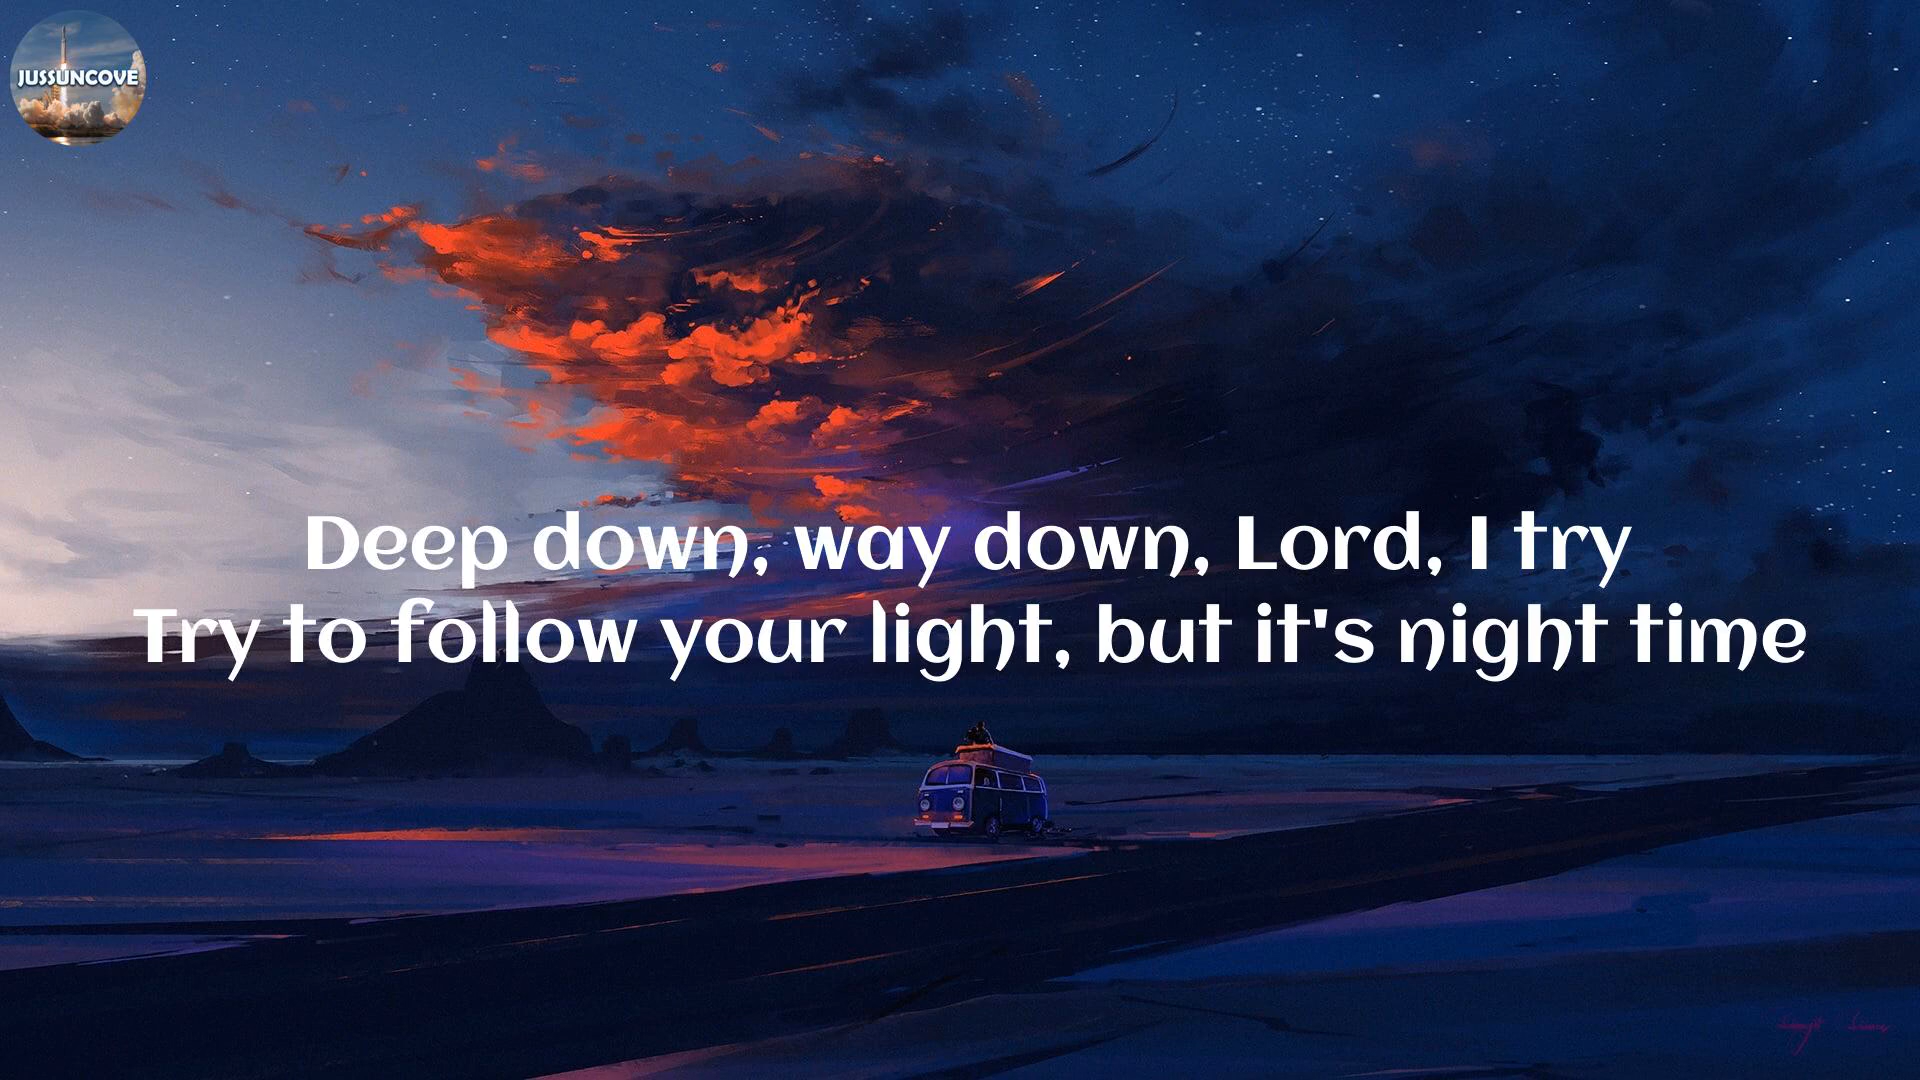 JUSSUNCOVE
Deep down, way down, Lord, I try
Try to follow your light, but it's night time